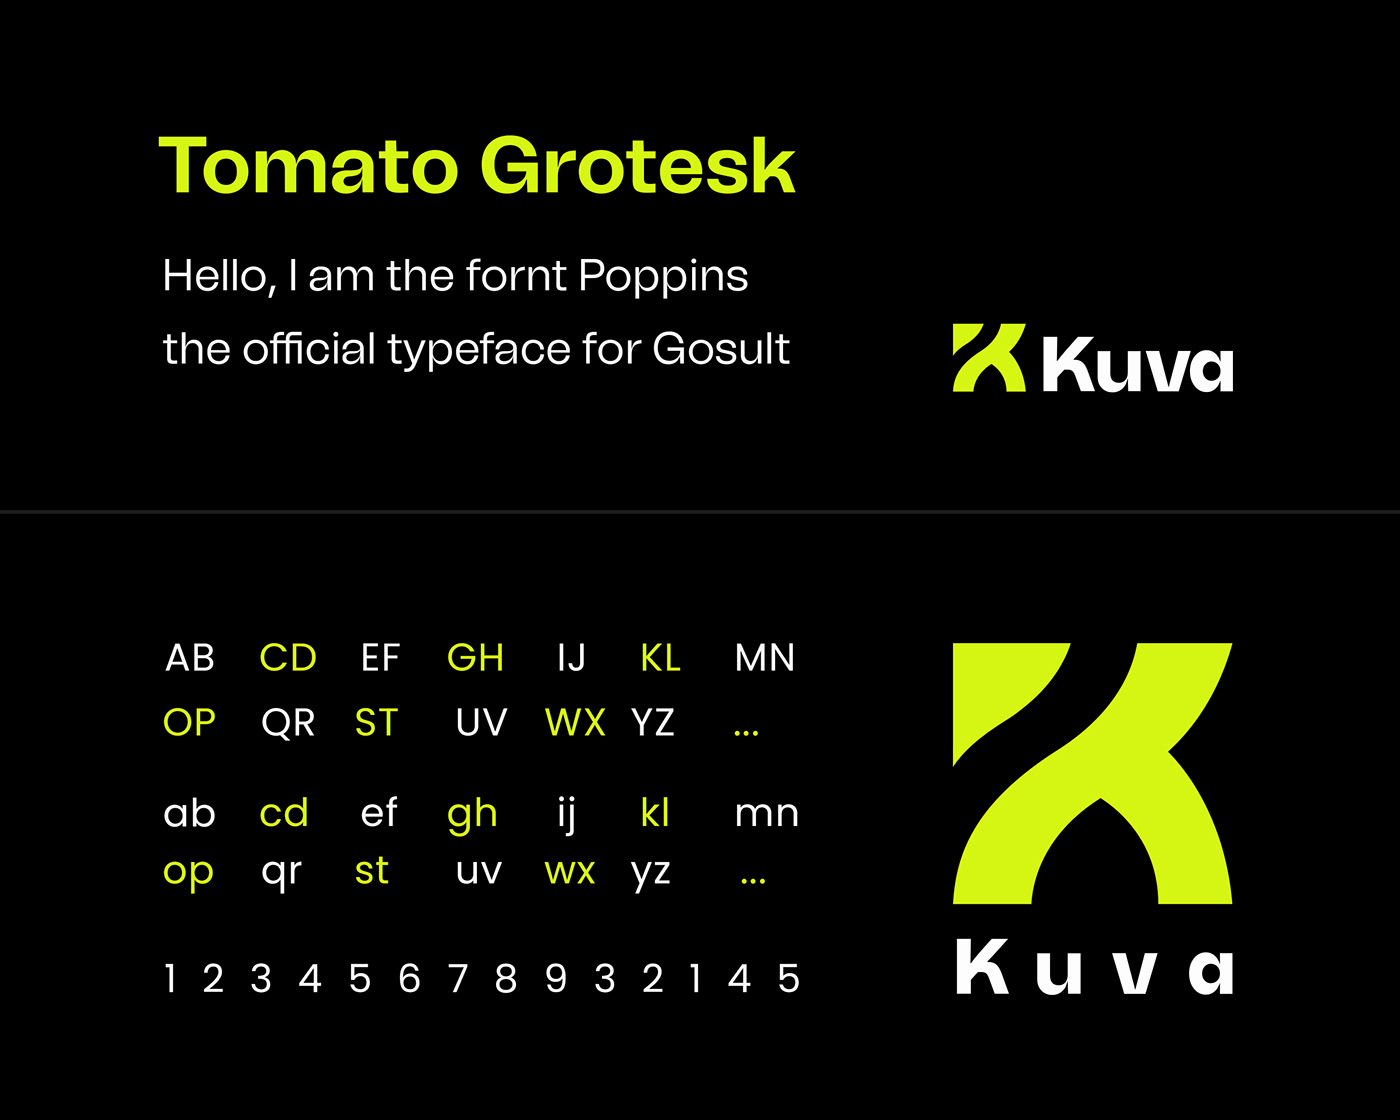 Tomato Grotesk
Hello, I am the fornt Poppins
the official typeface for Gosult
Kuva
AB CD EF GH IJ KL MN
OP QR ST UV WX YZ ...
ab cd ef gh ij kl mn
op qr st uv wx yz ...
1 2 3 4 5 6 7 8 9 3 2 1 4 5
Kuva